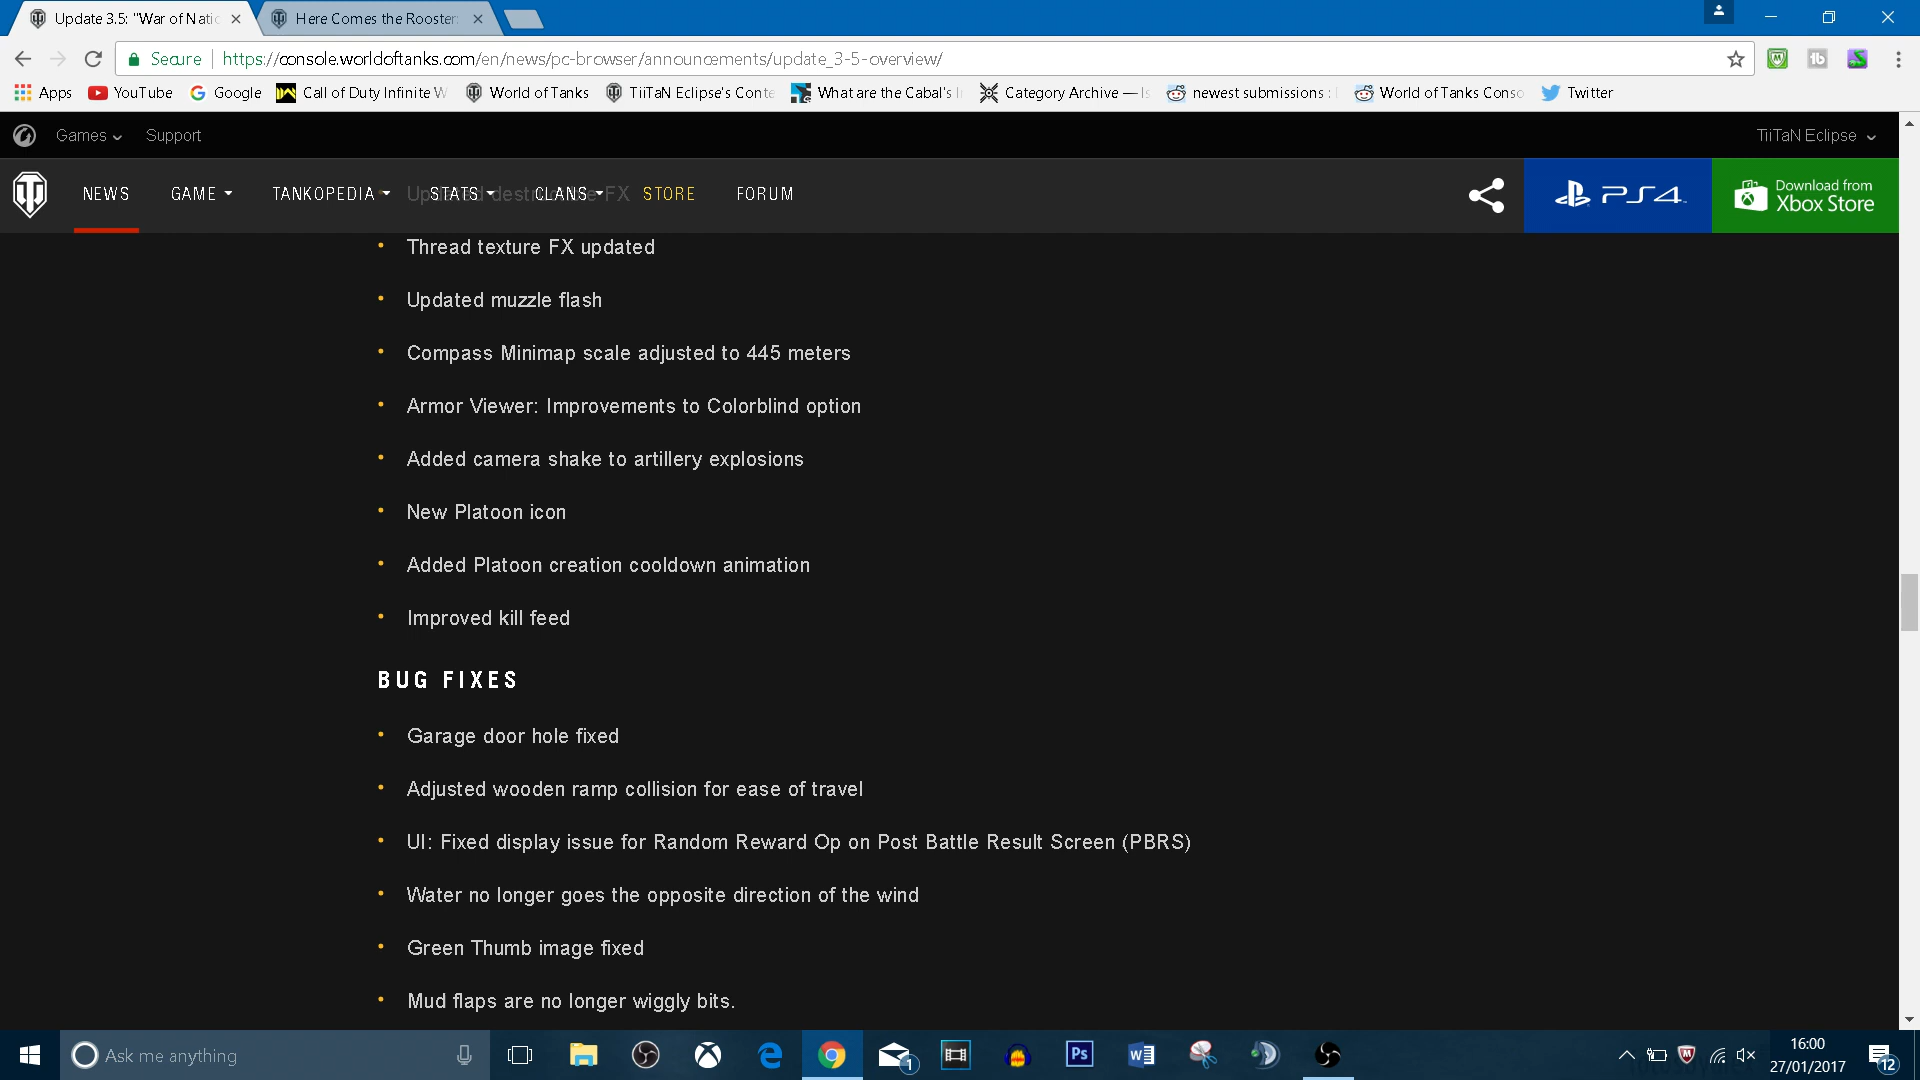 Update 3.5: "War of Natio
Here Comes the Rooster:
Secure
https://console.worldoftanks.com/en/news/pc-browser/announcements/update_3-5-overview/
Apps
YouTube
Google
Call of Duty Infinite W
World of Tanks
TiiTaN Eclipse's Conte
What are the Cabal's I
Category Archive — Is
newest submissions :
World of Tanks Conso
Twitter
Games
Support
TiiTaN Eclipse
NEWS
GAME
TANKOPEDIA
STATS
CLANS
STORE
FORUM
PS4
Download from
Xbox Store
Thread texture FX updated
Updated muzzle flash
Compass Minimap scale adjusted to 445 meters
Armor Viewer: Improvements to Colorblind option
Added camera shake to artillery explosions
New Platoon icon
Added Platoon creation cooldown animation
Improved kill feed
BUG FIXES
Garage door hole fixed
Adjusted wooden ramp collision for ease of travel
UI: Fixed display issue for Random Reward Op on Post Battle Result Screen (PBRS)
Water no longer goes the opposite direction of the wind
Green Thumb image fixed
Mud flaps are no longer wiggly bits.
Ask me anything
1
Ps
16:00
27/01/2017
12